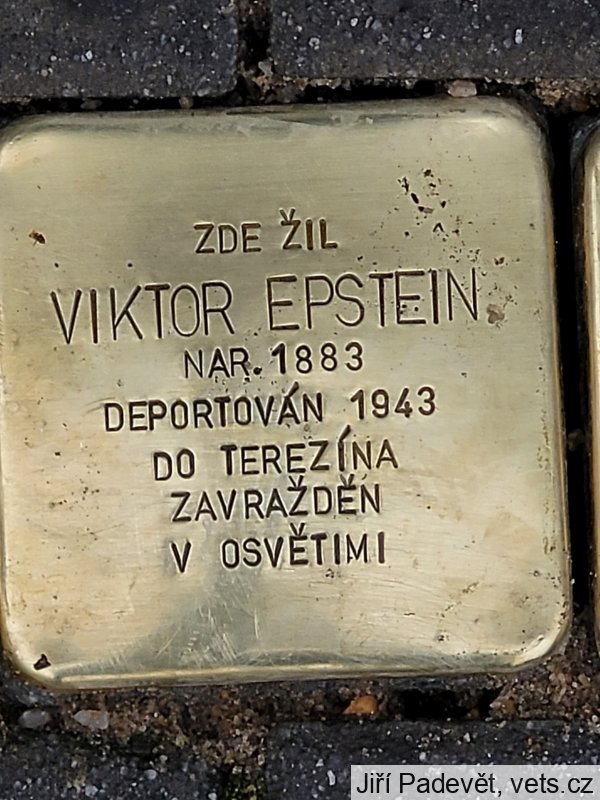 ZDE ŽIL
VIKTOR EPSTEIN
NAR. 1883
DEPORTOVÁN 1943
DO TEREZÍNA
ZAVRAŽDĚN
V OSVĚTIMI
Jiří Padevět, vets.cz